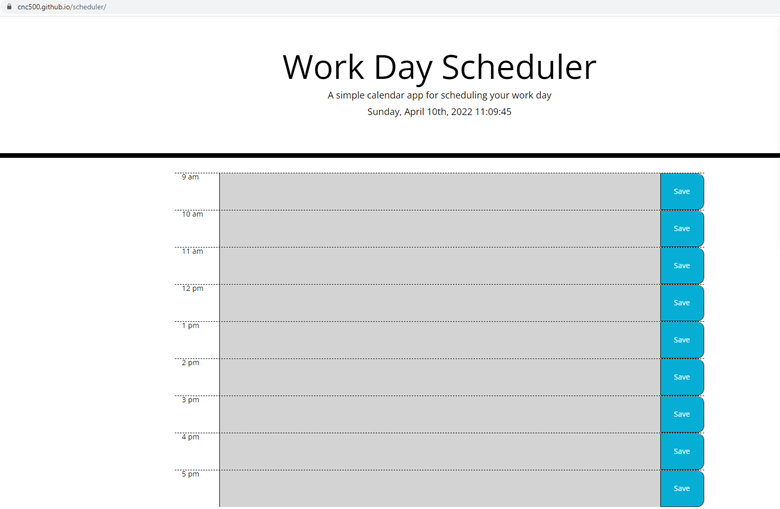 cnc500.github.io/scheduler/
Work Day Scheduler
A simple calendar app for scheduling your work day
Sunday, April 10th, 2022 11:09:45
9 am Save
10 am Save
11 am Save
12 pm Save
1 pm Save
2 pm Save
3 pm Save
4 pm Save
5 pm Save